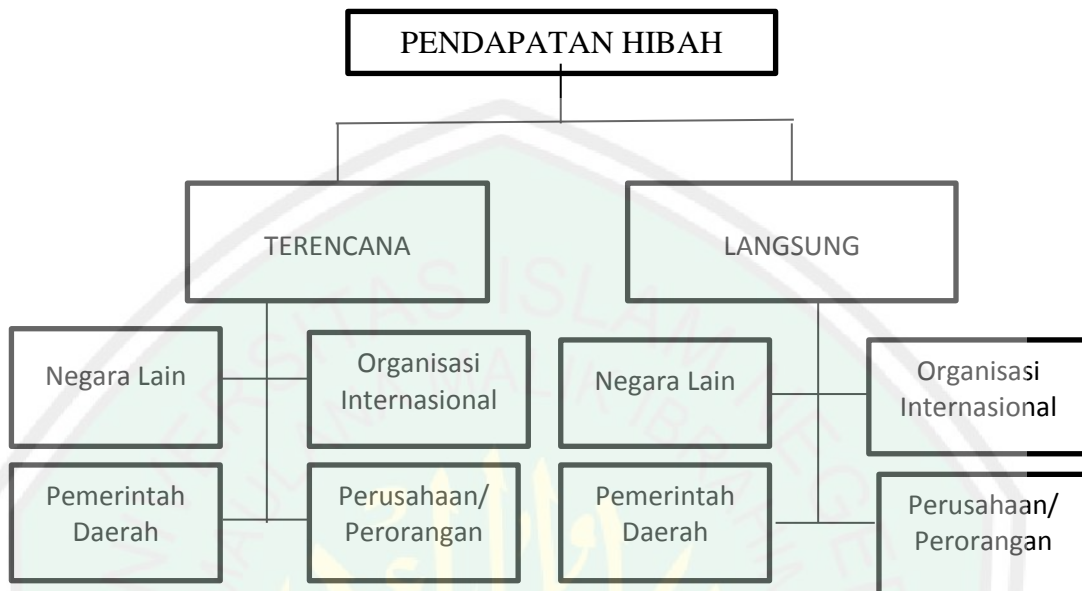 PENDAPATAN HIBAH
TERENCANA
LANGSUNG
Negara Lain
Organisasi
Internasional
Negara Lain
Organisasi
Internasional
Pemerintah
Daerah
Perusahaan/
Perorangan
Pemerintah
Daerah
Perusahaan/
Perorangan